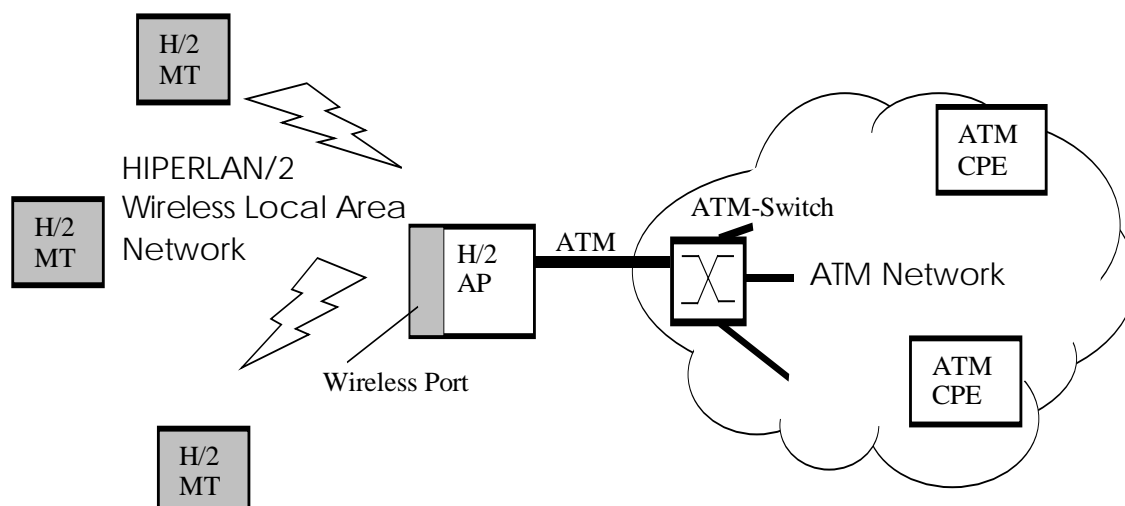 H/2
MT
HIPERLAN/2
Wireless Local Area
Network
H/2
MT
H/2
MT
H/2
AP
Wireless Port
ATM
ATM-Switch
ATM Network
ATM
CPE
ATM
CPE